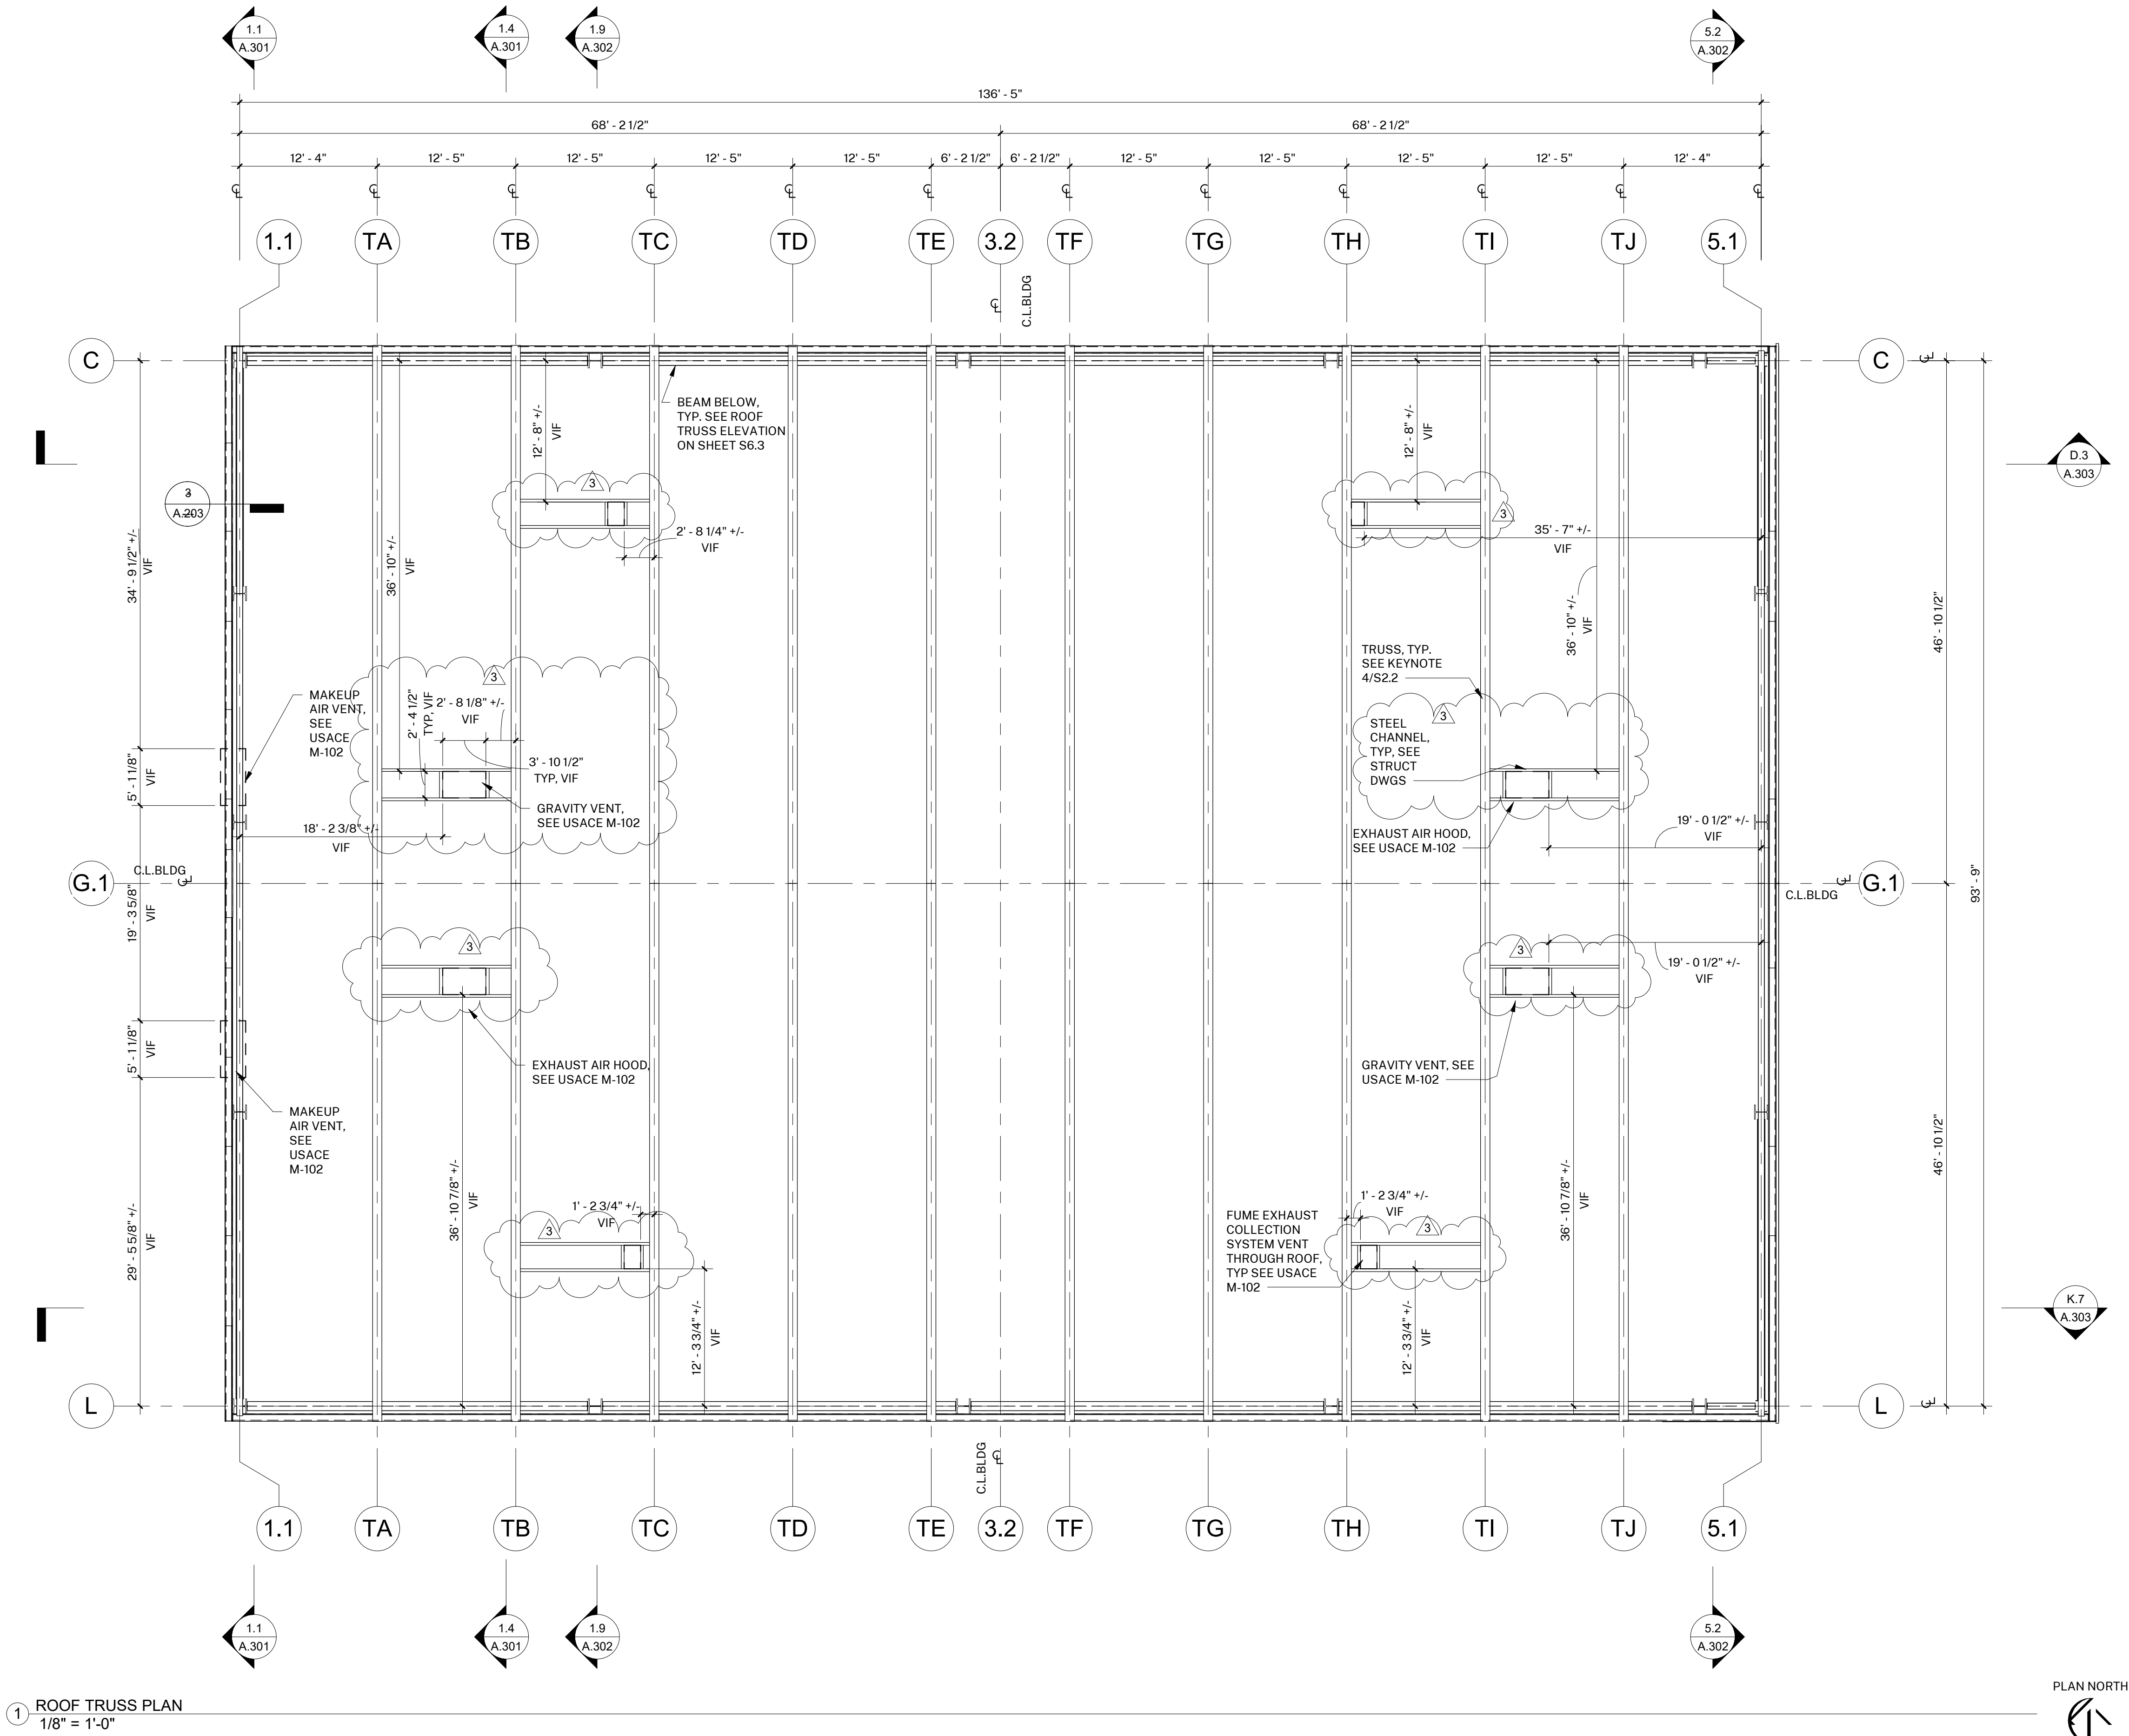 1.1
A.301
1.4
A.301
1.9
A.302
5.2
A.302
136' - 5"
68' - 2 1/2"
68' - 2 1/2"
12' - 4"
12' - 5"
12' - 5"
12' - 5"
12' - 5"
6' - 2 1/2"
6' - 2 1/2"
12' - 5"
12' - 5"
12' - 5"
12' - 5"
12' - 4"
1.1
TA
TB
TC
TD
TE
3.2
TF
TG
TH
TI
TJ
5.1
C.L.BLDG
C
C
BEAM BELOW,
TYP. SEE ROOF
TRUSS ELEVATION
ON SHEET S6.3
12' - 8" +/-
VIF
12' - 8" +/-
VIF
D.3
A.303
3
A.203
3
3
2' - 8 1/4" +/-
VIF
35' - 7" +/-
VIF
34' - 9 1/2" +/-
VIF
36' - 10" +/-
VIF
36' - 10" +/-
VIF
46' - 10 1/2"
TRUSS, TYP.
SEE KEYNOTE
4/S2.2
3
MAKEUP
AIR VENT,
SEE
USACE
M-102
2' - 4 1/2"
TYP, VIF
2' - 8 1/8" +/-
VIF
3
STEEL
CHANNEL,
TYP, SEE
STRUCT
DWGS
3' - 10 1/2"
TYP, VIF
5' - 1 1/8"
VIF
GRAVITY VENT,
SEE USACE M-102
18' - 2 3/8" +/-
VIF
EXHAUST AIR HOOD,
SEE USACE M-102
19' - 0 1/2" +/-
VIF
G.1
C.L.BLDG
G.1
C.L.BLDG
93' - 9"
19' - 3 5/8"
VIF
3
3
19' - 0 1/2" +/-
VIF
5' - 1 1/8"
VIF
EXHAUST AIR HOOD,
SEE USACE M-102
GRAVITY VENT, SEE
USACE M-102
MAKEUP
AIR VENT,
SEE
USACE
M-102
46' - 10 1/2"
36' - 10 7/8" +/-
VIF
36' - 10 7/8" +/-
VIF
1' - 2 3/4" +/-
VIF
3
1' - 2 3/4" +/-
VIF
3
FUME EXHAUST
COLLECTION
SYSTEM VENT
THROUGH ROOF,
TYP SEE USACE
M-102
29' - 5 5/8" +/-
VIF
12' - 3 3/4" +/-
VIF
12' - 3 3/4" +/-
VIF
K.7
A.303
L
L
C.L.BLDG
1.1
TA
TB
TC
TD
TE
3.2
TF
TG
TH
TI
TJ
5.1
1.1
A.301
1.4
A.301
1.9
A.302
5.2
A.302
PLAN NORTH
1
ROOF TRUSS PLAN
1/8" = 1'-0"